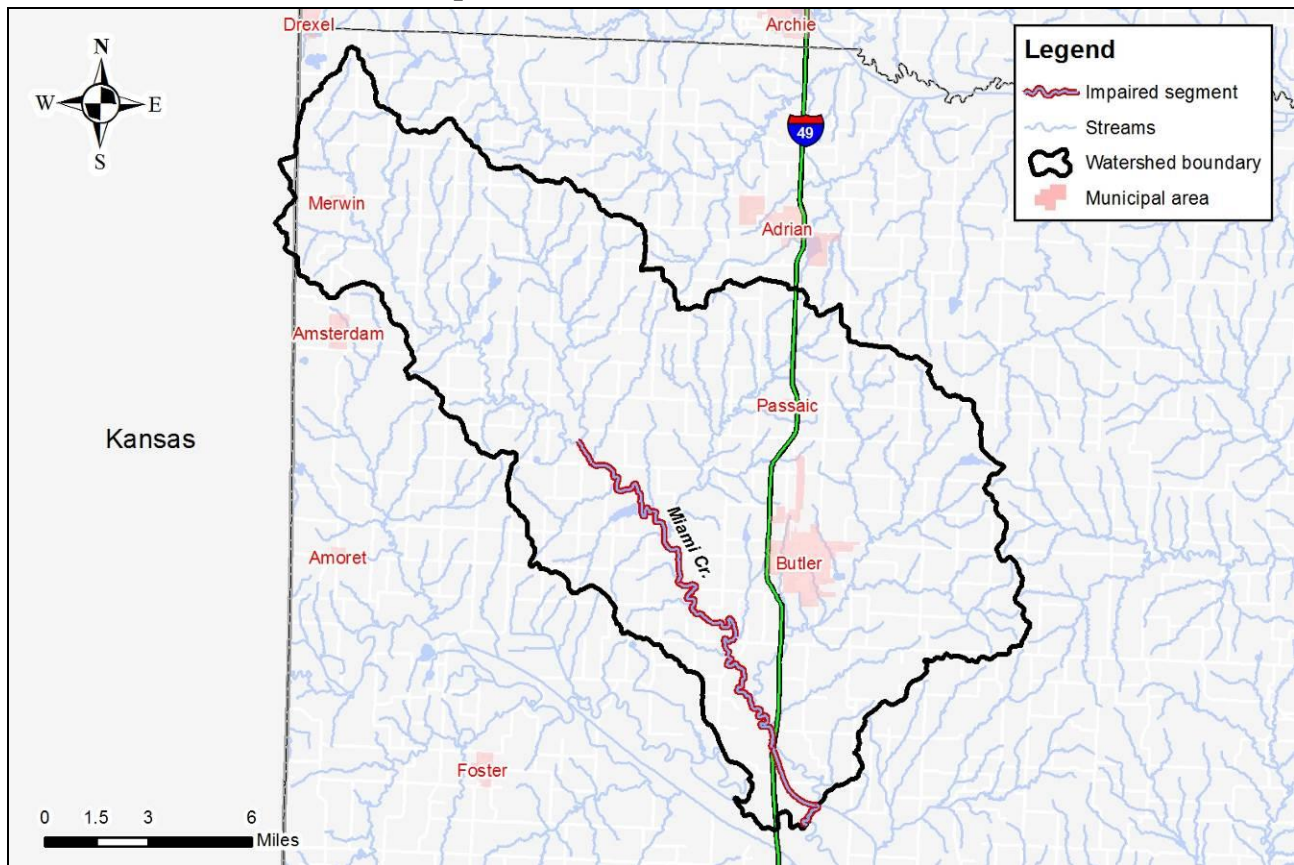 Drexel
Archie
N
W
E
S
Legend
Impaired segment
Streams
Watershed boundary
Municipal area
49
Merwin
Adrian
Amsterdam
Passaic
Kansas
Miami Cr.
Amoret
Butler
Foster
0 1.5 3 6
Miles